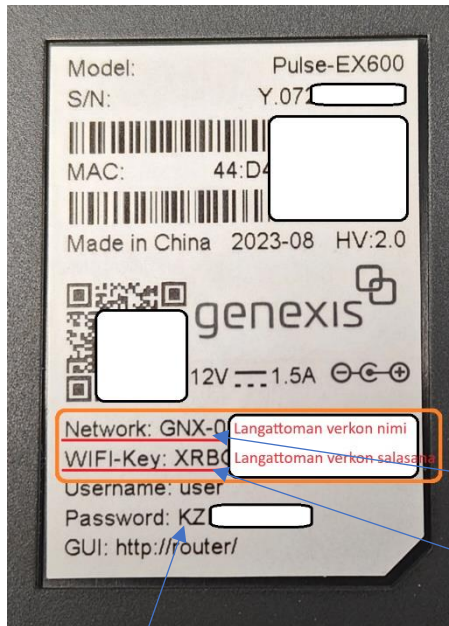 Model: Pulse-EX600
S/N: Y.072
MAC: 44:D4
Made in China 2023-08 HV:2.0
genexis
12V 1.5A
Network: GNX-0 Langattoman verkon nimi
WIFI-Key: XRB Langattoman verkon salasana
Username: user
Password: KZ
GUI: http://router/